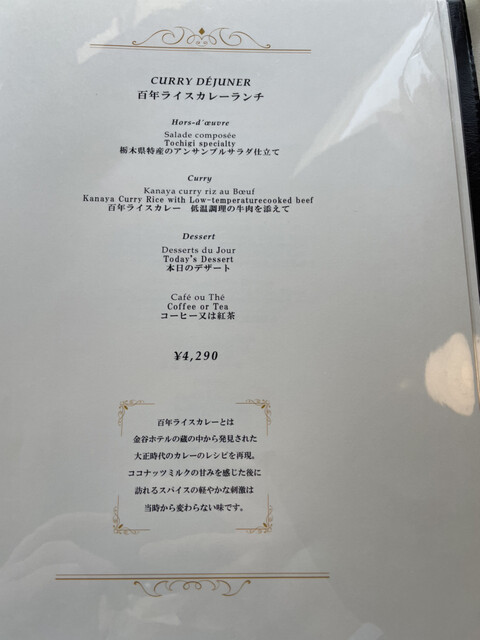 CURRY DÉJUNER
百年ライスカレーランチ
Hors-d'œuvre
Salade composée
Tochigi specialty
栃木県特産のアンサンブルサラダ仕立て
Curry
Kanaya curry riz au Bœuf
Kanaya Curry Rice with Low-temperaturecooked beef
百年ライスカレー 低温調理の牛肉を添えて
Dessert
Desserts du Jour
Today's Dessert
本日のデザート
Café ou Thé
Coffee or Tea
コーヒー又は紅茶
¥4,290
百年ライスカレーとは
金谷ホテルの蔵の中から発見された
大正時代のカレーのレシピを再現。
ココナッツミルクの甘みを感じた後に
訪れるスパイスの軽やかな刺激は
当時から変わらない味です。